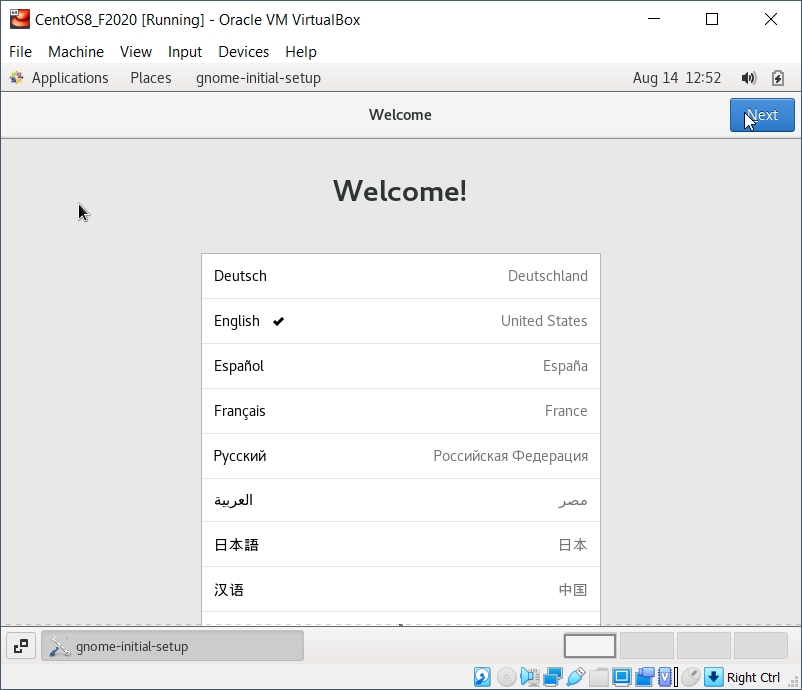 CentOS8_F2020 [Running] - Oracle VM VirtualBox
File Machine View Input Devices Help
Applications Places gnome-initial-setup Aug 14 12:52
Welcome Next
Welcome!
Deutsch Deutschland
English United States
Español España
Français France
Русский Российская Федерация
العربية مصر
日本語 日本
汉语 中国
gnome-initial-setup
Right Ctrl